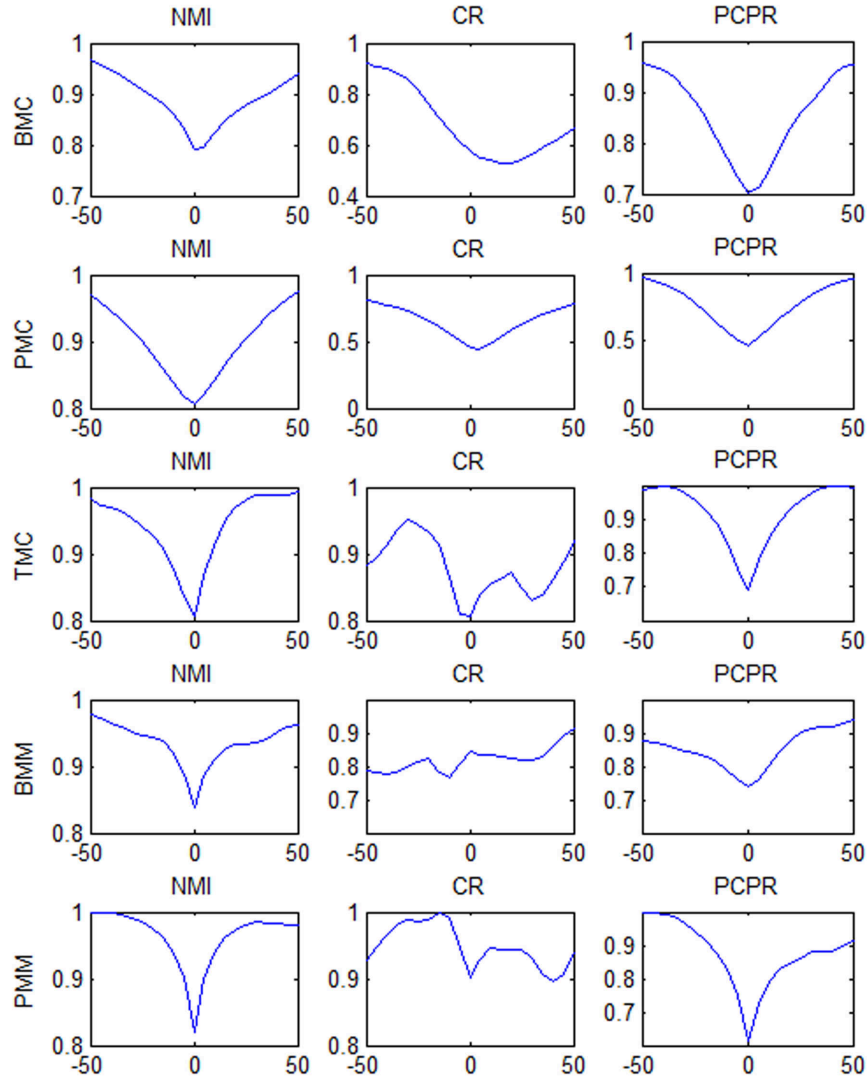 NMI CR PCPR
1 1 1
0.9 0.8 0.9
BMC
0.8 0.6 0.8
0.7 0.4 0.7
-50 0 50 -50 0 50 -50 0 50
NMI CR PCPR
1 1 1
PMC
0.9 0.5 0.5
0.8 0 0
-50 0 50 -50 0 50 -50 0 50
NMI CR PCPR
1 1
0.9
TMC
0.9 0.9 0.8
0.7
0.8 0.8
-50 0 50 -50 0 50 -50 0 50
NMI CR PCPR
1
0.9 0.9
BMM
0.9 0.8 0.8
0.7 0.7
0.8
-50 0 50 -50 0 50 -50 0 50
NMI CR PCPR
1 1
0.9
PMM
0.9 0.9 0.8
0.7
0.8 0.8
-50 0 50 -50 0 50 -50 0 50